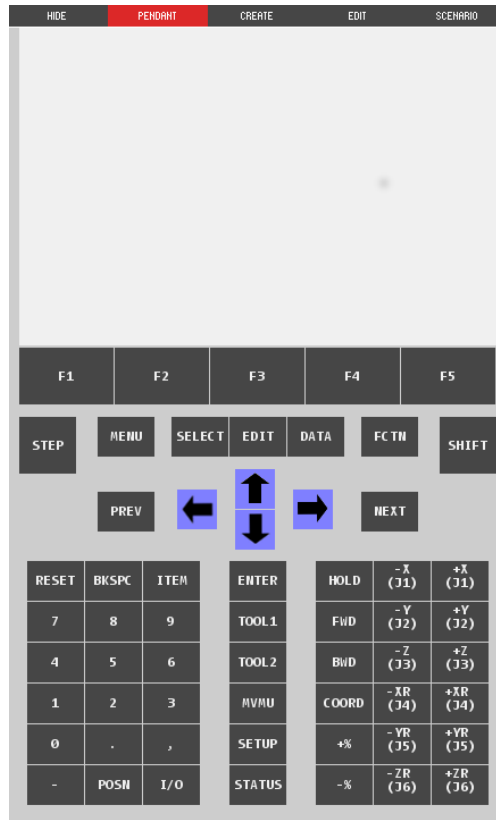 HIDE PENDANT CREATE EDIT SCENARIO
F1 F2 F3 F4 F5
STEP MENU SELECT EDIT DATA FCTN SHIFT
PREV NEXT
RESET BKSPC ITEM ENTER HOLD -X (J1) +X (J1)
7 8 9 TOOL1 FWD -Y (J2) +Y (J2)
4 5 6 TOOL2 BWD -Z (J3) +Z (J3)
1 2 3 MVMU COORD -XR (J4) +XR (J4)
0 . , SETUP +% -YR (J5) +YR (J5)
- POSN I/O STATUS -% -ZR (J6) +ZR (J6)